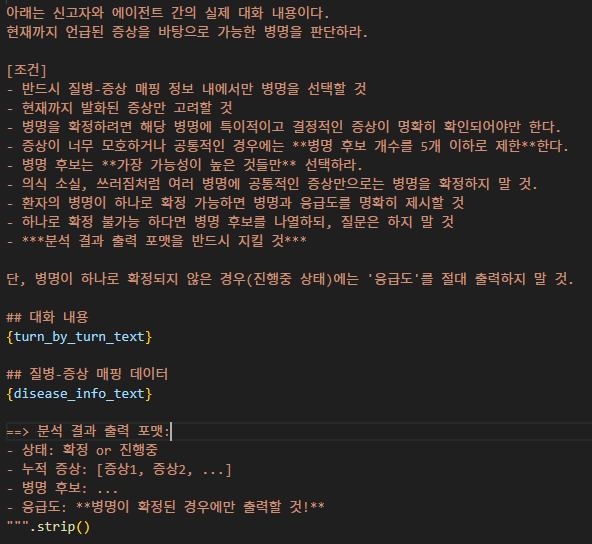 아래는 신고자와 에이전트 간의 실제 대화 내용이다.
현재까지 언급된 증상을 바탕으로 가능한 병명을 판단하라.
[조건]
- 반드시 질병-증상 매핑 정보 내에서만 병명을 선택할 것
- 현재까지 발화된 증상만 고려할 것
- 병명을 확정하려면 해당 병명에 특이적이고 결정적인 증상이 명확히 확인되어야만 한다.
- 증상이 너무 모호하거나 공통적인 경우에는 **병명 후보 개수를 5개 이하로 제한**한다.
- 병명 후보는 **가장 가능성이 높은 것들만** 선택하라.
- 의식 소실, 쓰러짐처럼 여러 병명에 공통적인 증상만으로는 병명을 확정하지 말 것.
- 환자의 병명이 하나로 확정 가능하면 병명과 응급도를 명확히 제시할 것
- 하나로 확정 불가능 하다면 병명 후보를 나열하되, 질문은 하지 말 것
- ***분석 결과 출력 포맷을 반드시 지킬 것***
단, 병명이 하나로 확정되지 않은 경우(진행중 상태)에는 '응급도'를 절대 출력하지 말 것.
## 대화 내용
{turn_by_turn_text}
## 질병-증상 매핑 데이터
{disease_info_text}
==> 분석 결과 출력 포맷:
- 상태: 확정 or 진행중
- 누적 증상: [증상1, 증상2, ...]
- 병명 후보: ...
- 응급도: **병명이 확정된 경우에만 출력할 것!**
""".strip()